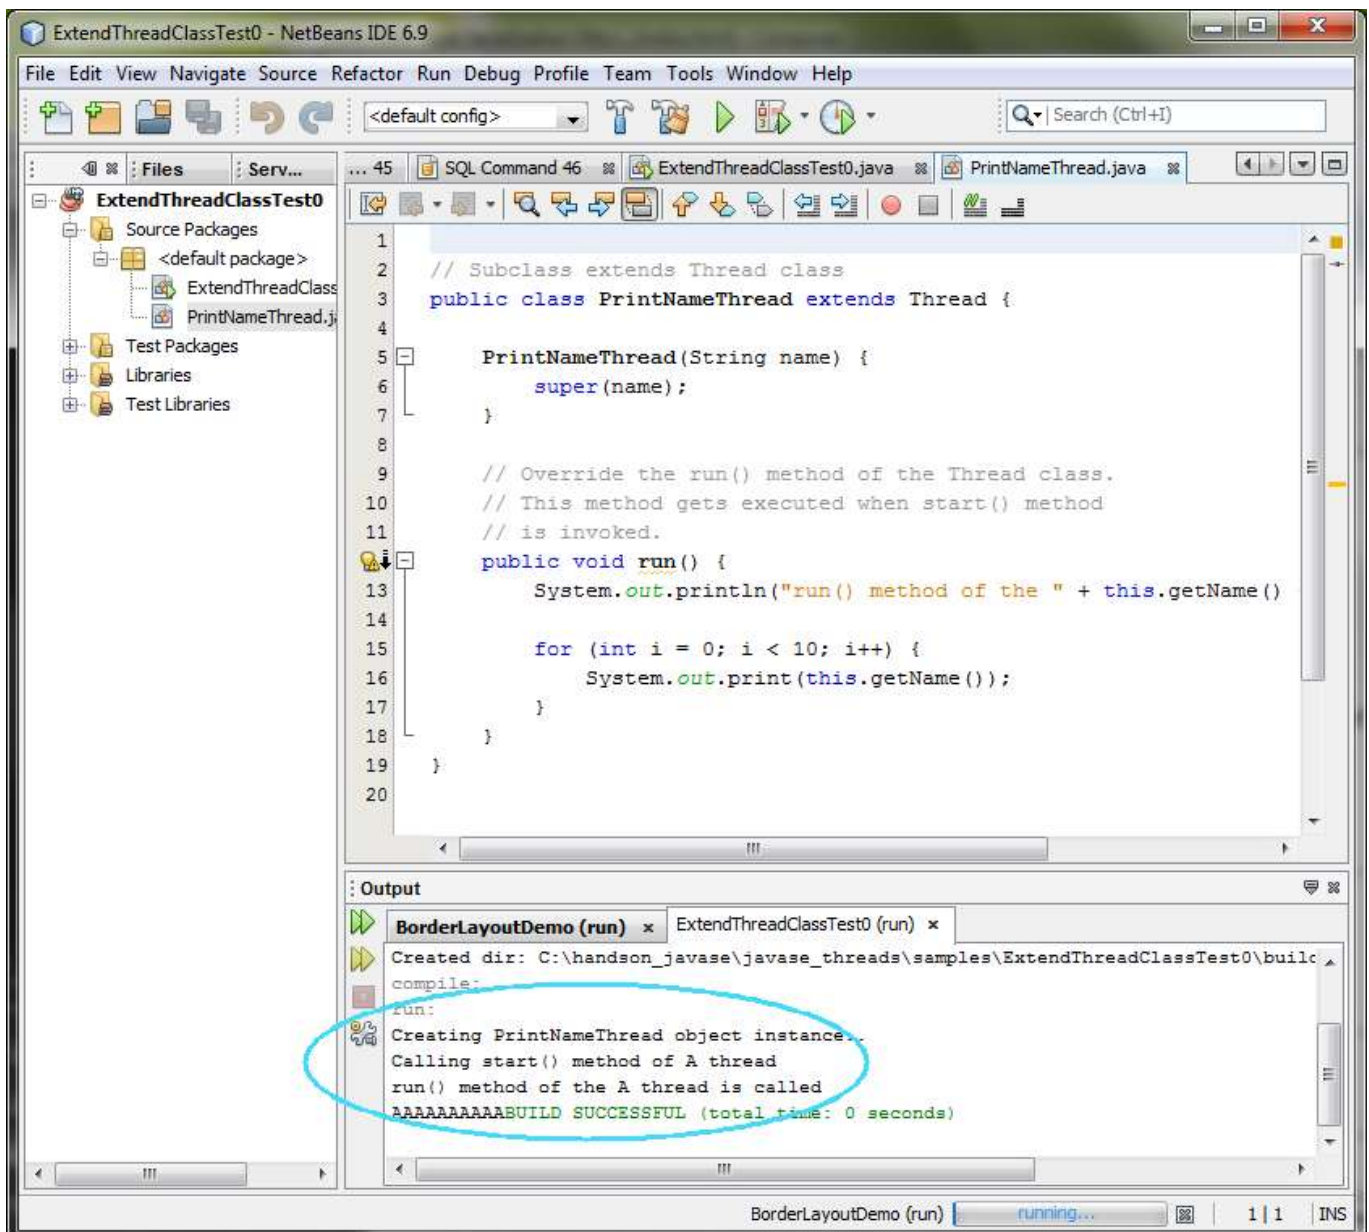 ExtendThreadClassTest0 - NetBeans IDE 6.9
File Edit View Navigate Source Refactor Run Debug Profile Team Tools Window Help
<default config>
Search (Ctrl+I)
Files Serv...
... 45 SQL Command 46 ExtendThreadClassTest0.java PrintNameThread.java
ExtendThreadClassTest0
Source Packages
<default package>
ExtendThreadClass
PrintNameThread.j
Test Packages
Libraries
Test Libraries
1
2 // Subclass extends Thread class
3 public class PrintNameThread extends Thread {
4
5 PrintNameThread(String name) {
6 super(name);
7 }
8
9 // Override the run() method of the Thread class.
10 // This method gets executed when start() method
11 // is invoked.
public void run() {
13 System.out.println("run() method of the " + this.getName()
14
15 for (int i = 0; i < 10; i++) {
16 System.out.print(this.getName());
17 }
18 }
19 }
20
Output
BorderLayoutDemo (run) x ExtendThreadClassTest0 (run) x
Created dir: C:\handson_javase\javase_threads\samples\ExtendThreadClassTest0\build
compile:
run:
Creating PrintNameThread object instance..
Calling start() method of A thread
run() method of the A thread is called
AAAAAAAAAABUILD SUCCESSFUL (total time: 0 seconds)
BorderLayoutDemo (run) running... 1|1 INS